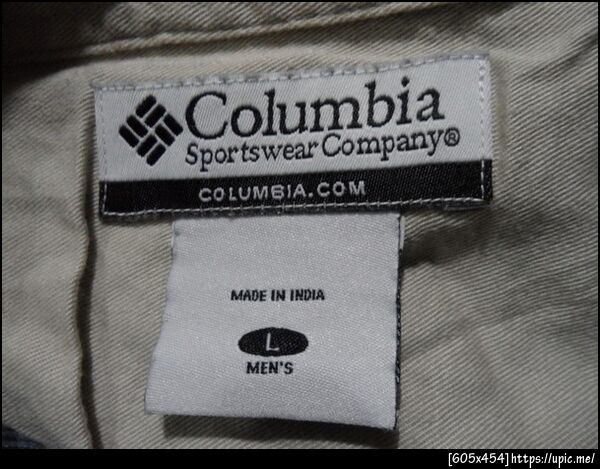 Columbia
Sportswear Company®
COLUMBIA.COM
MADE IN INDIA
L
MEN'S
[605x454]https://upic.me/